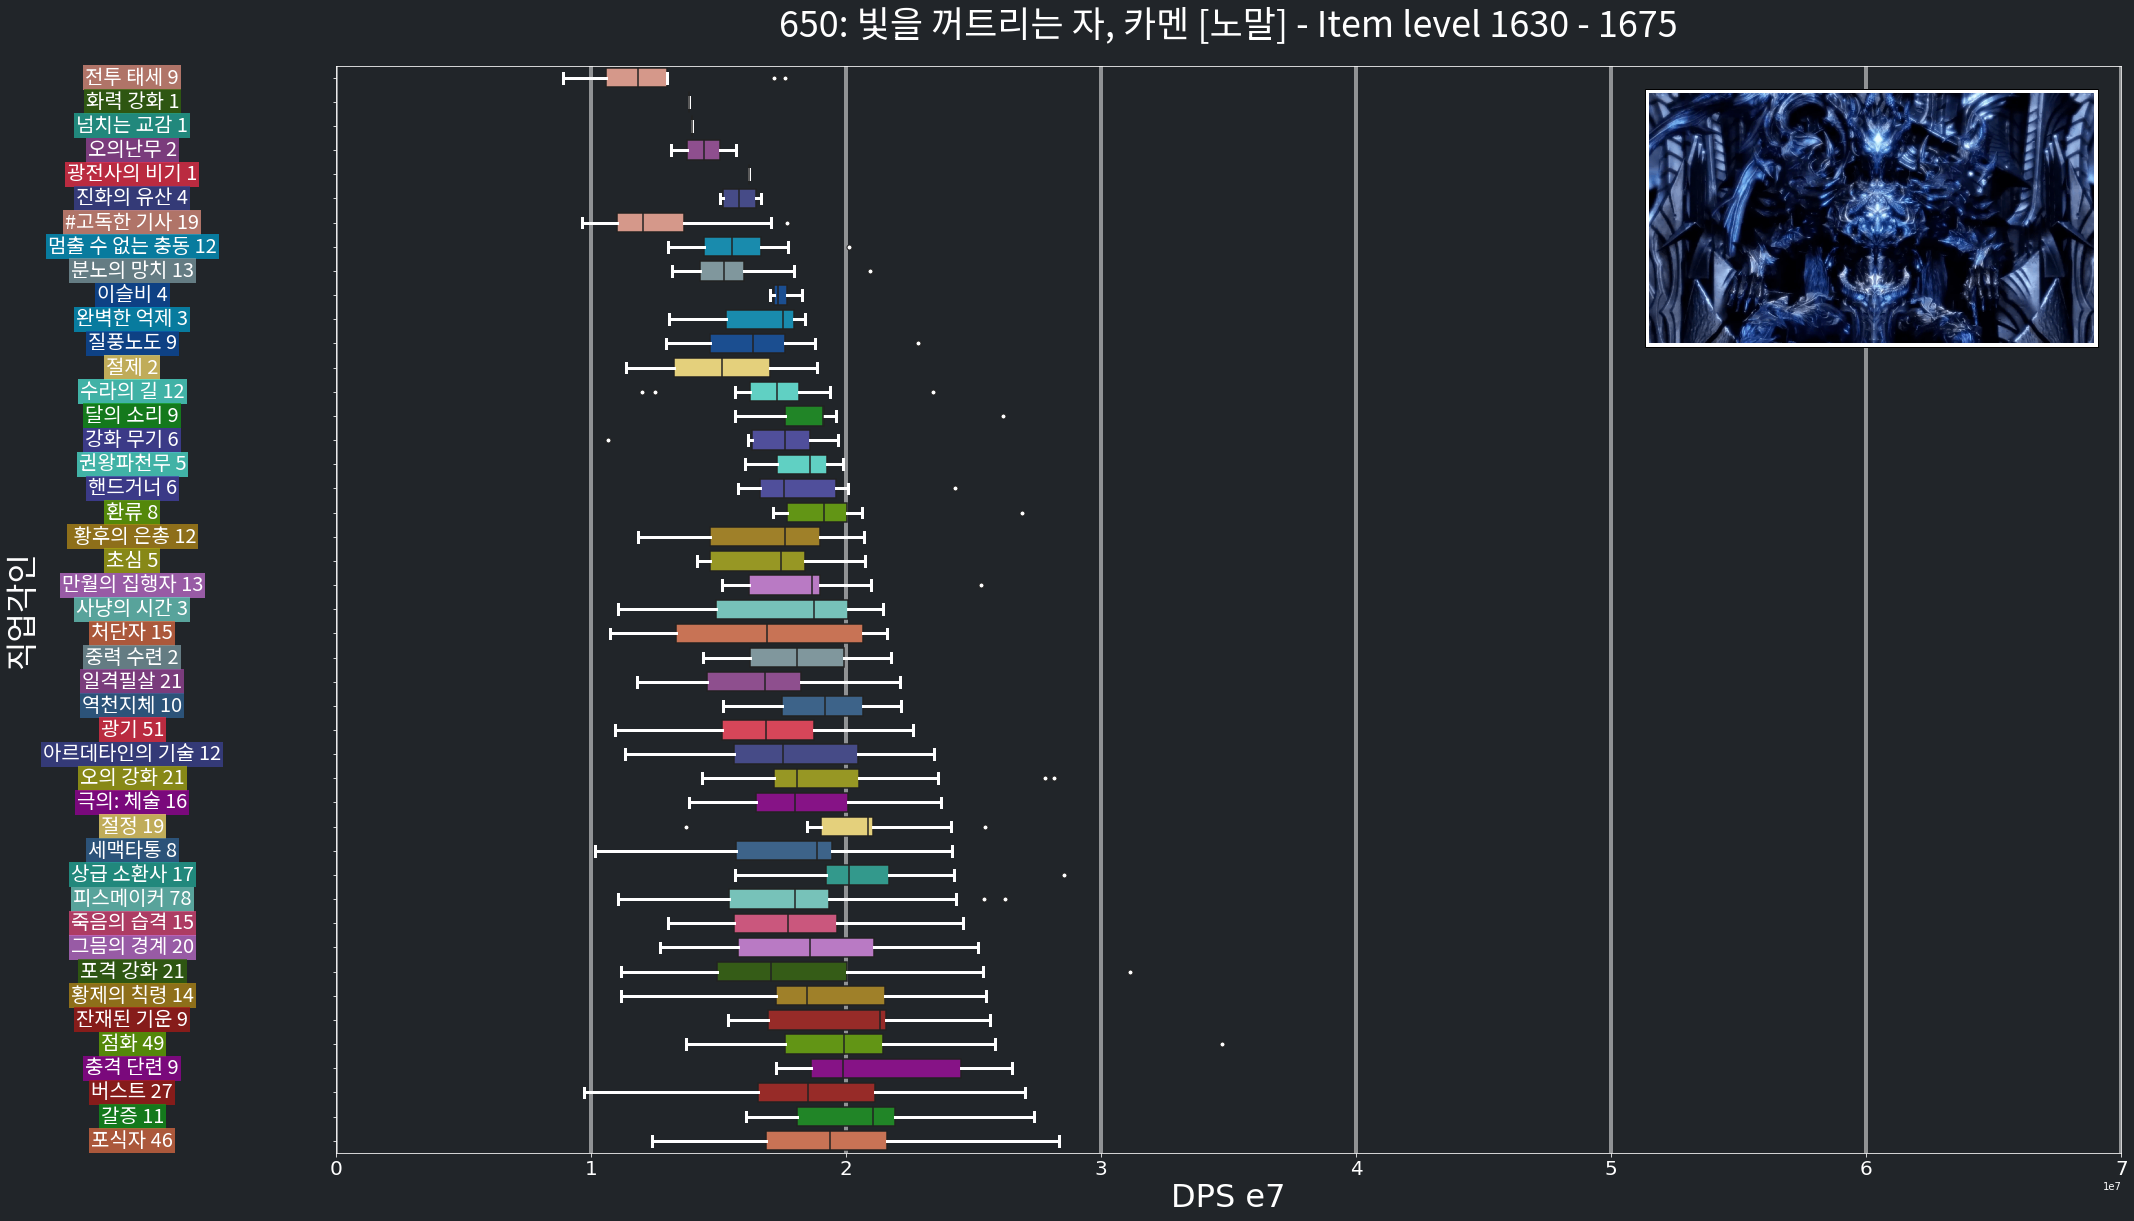 650: 빛을 꺼트리는 자, 카멘 [노말] - Item level 1630 - 1675
전투 태세 9
화력 강화 1
넘치는 교감 1
오의난무 2
광전사의 비기 1
진화의 유산 4
#고독한 기사 19
멈출 수 없는 충동 12
분노의 망치 13
이슬비 4
완벽한 억제 3
질풍노도 9
절제 2
수라의 길 12
달의 소리 9
강화 무기 6
권왕파천무 5
핸드거너 6
환류 8
황후의 은총 12
초심 5
만월의 집행자 13
사냥의 시간 3
처단자 15
중력 수련 2
일격필살 21
역천지체 10
광기 51
아르데타인의 기술 12
오의 강화 21
극의: 체술 16
절정 19
세맥타통 8
상급 소환사 17
피스메이커 78
죽음의 습격 15
그믐의 경계 20
포격 강화 21
황제의 칙령 14
잔재된 기운 9
점화 49
충격 단련 9
버스트 27
갈증 11
포식자 46
직업각인
0 1 2 3 4 5 6 7
1e7
DPS e7